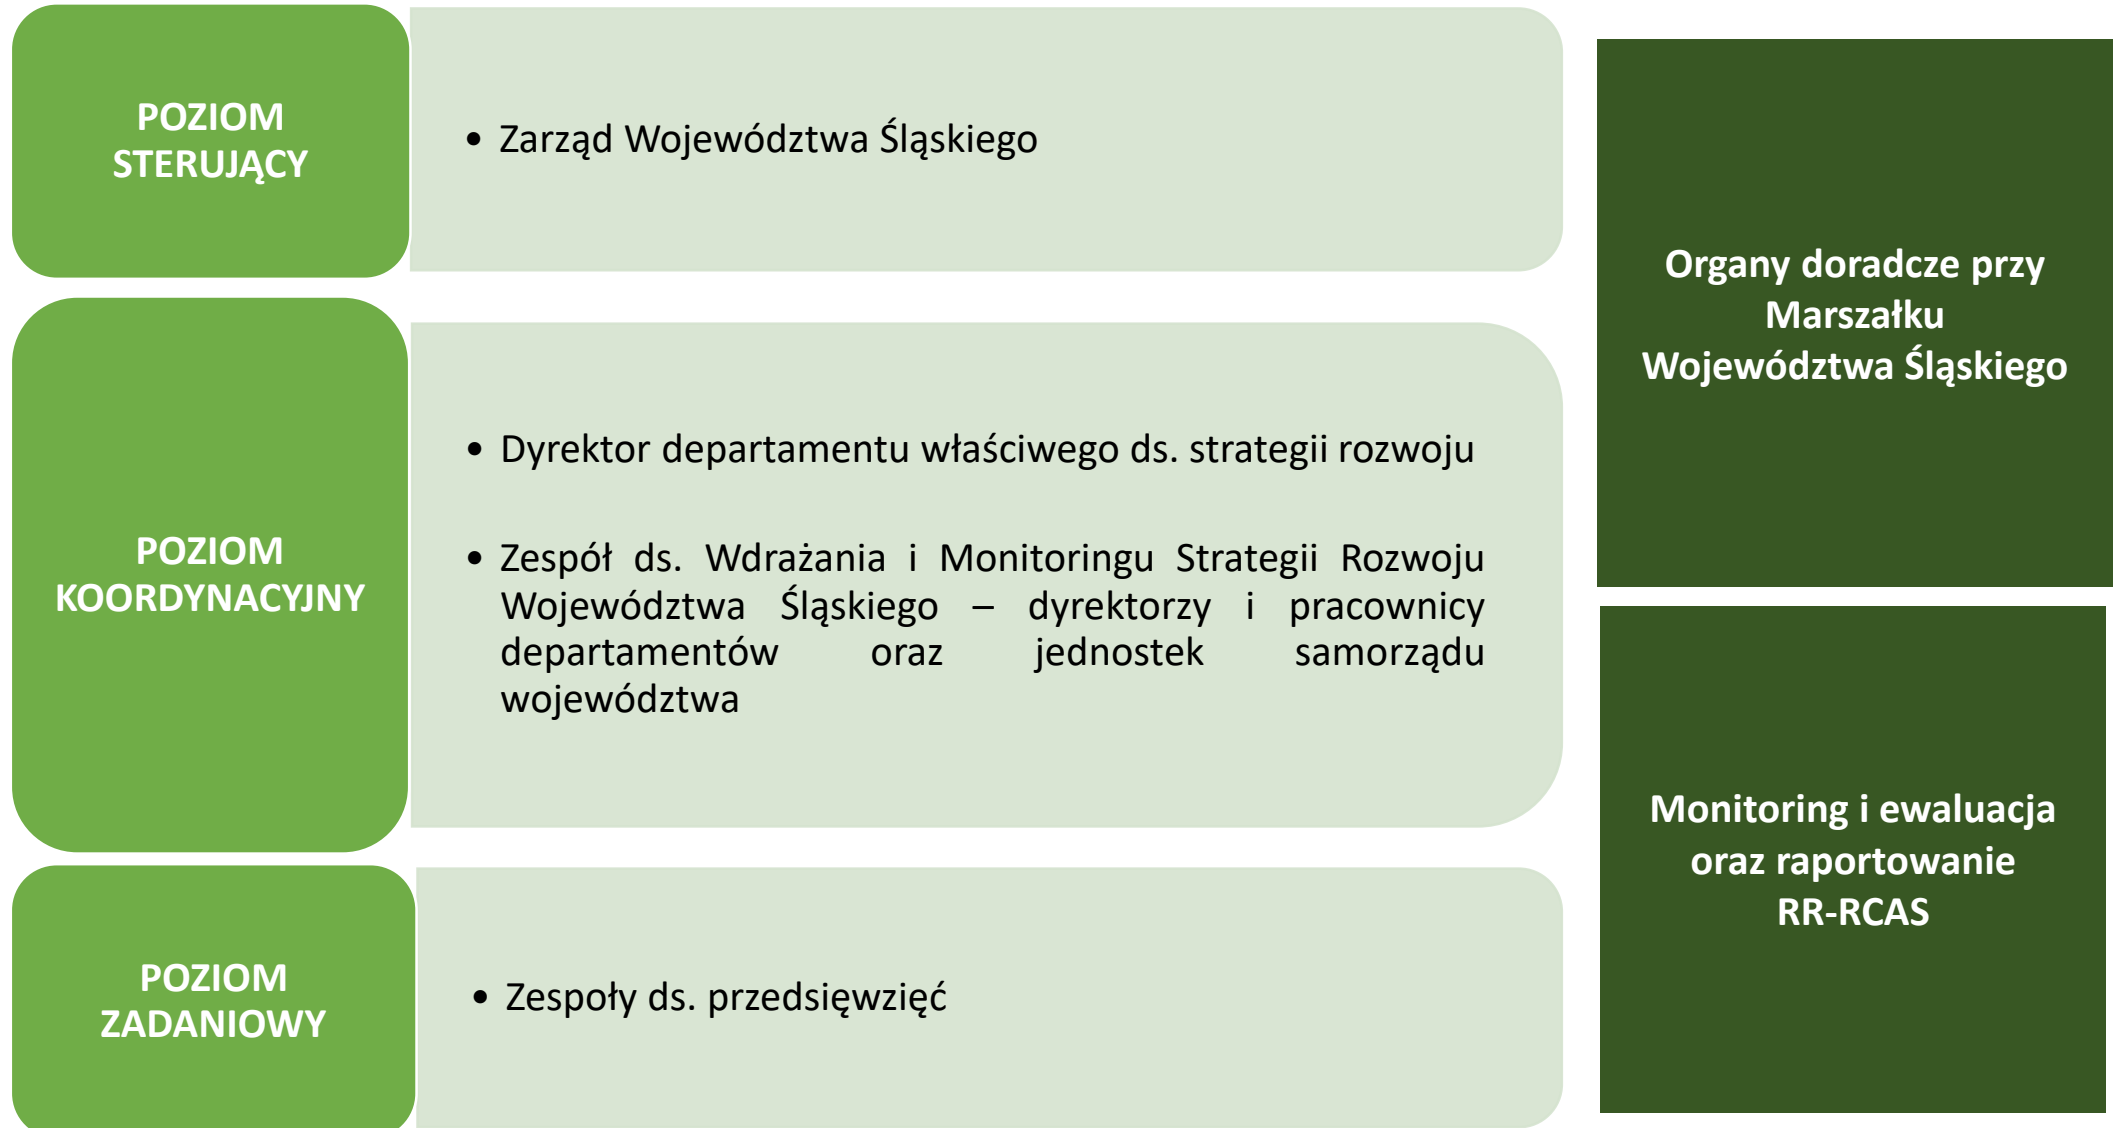 POZIOM
STERUJĄCY
• Zarząd Województwa Śląskiego
POZIOM
KOORDYNACYJNY
• Dyrektor departamentu właściwego ds. strategii rozwoju
• Zespół ds. Wdrażania i Monitoringu Strategii Rozwoju
Województwa Śląskiego – dyrektorzy i pracownicy
departamentów oraz jednostek samorządu
województwa
POZIOM
ZADANIOWY
• Zespoły ds. przedsięwzięć
Organy doradcze przy
Marszałku
Województwa Śląskiego
Monitoring i ewaluacja
oraz raportowanie
RR-RCAS